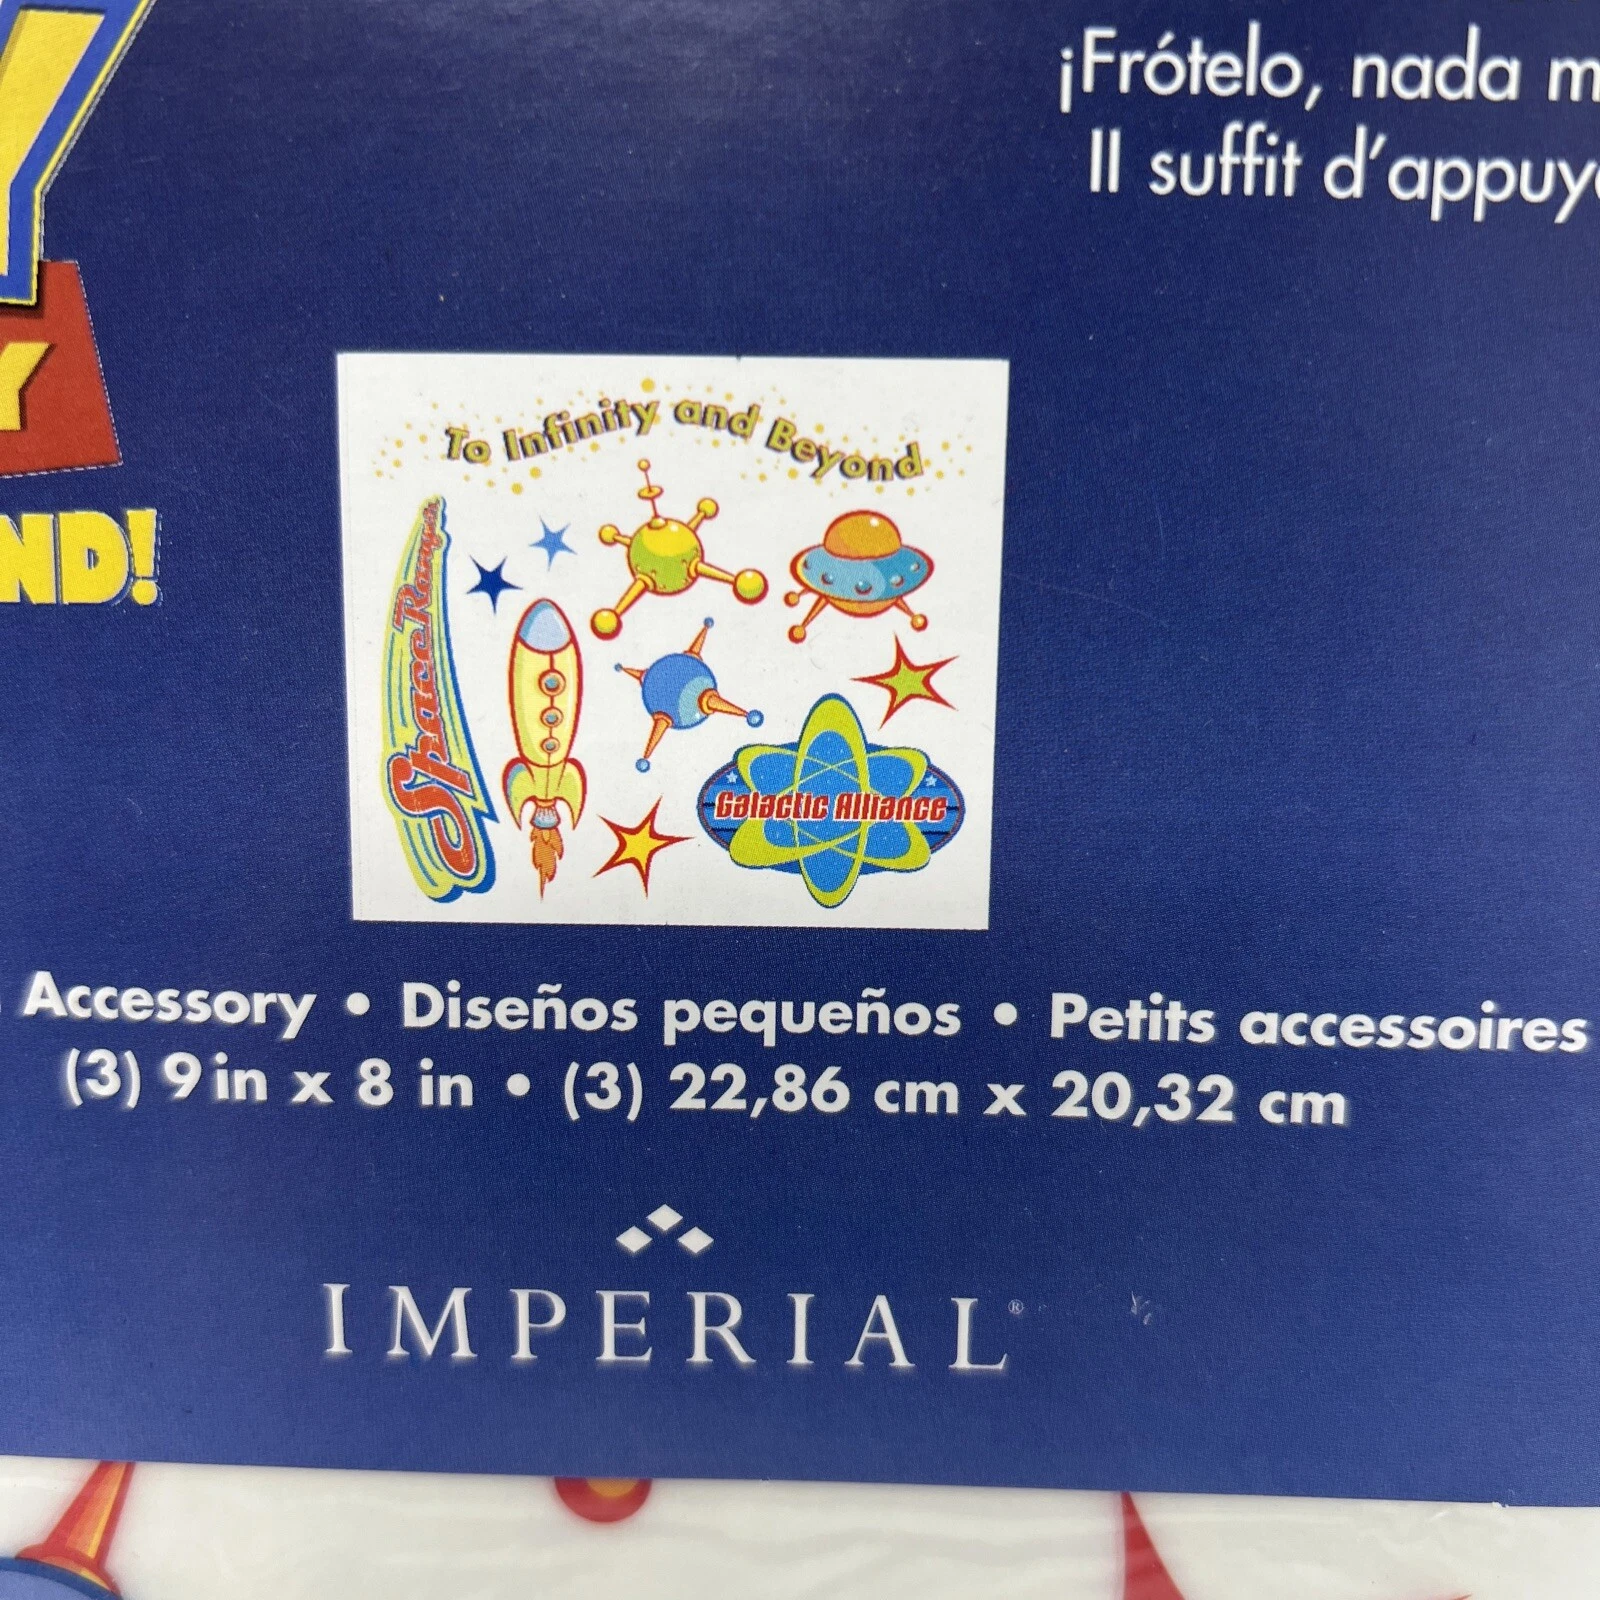 ¡Frótelo, nada m
Il suffit d'appuy
Y
Y
ND!
To Infinity and Beyond
Space Rangers
Galactic Alliance
Accessory • Diseños pequeños • Petits accessoires
(3) 9 in x 8 in • (3) 22,86 cm x 20,32 cm
IMPERIAL®